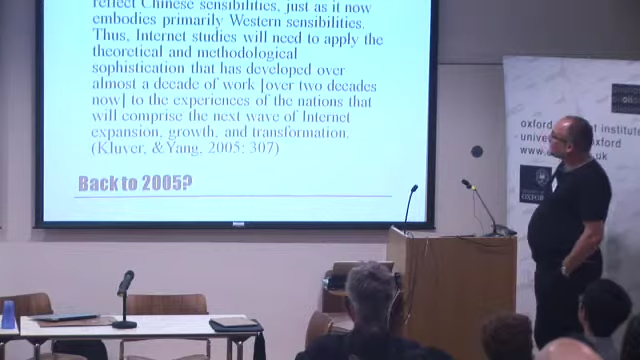 reflect Chinese sensibilities, just as it now
embodies primarily Western sensibilities.
Thus, Internet studies will need to apply the
theoretical and methodological
sophistication that has developed over
almost a decade of work [over two decades
now] to the experiences of the nations that
will comprise the next wave of Internet
expansion, growth, and transformation.
(Kluver, & Yang, 2005: 307)
Back to 2005?
oxford
t institute
oxford
www.
uk
OXFORD
oii